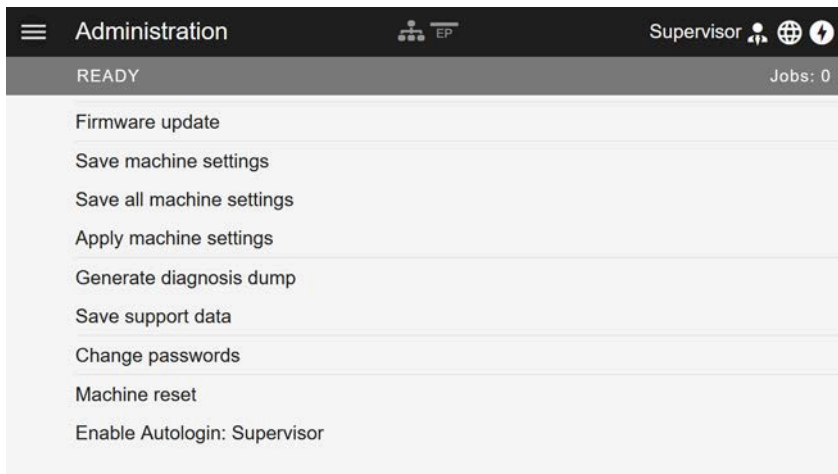 Administration
EP
Supervisor
READY
Jobs: 0
Firmware update
Save machine settings
Save all machine settings
Apply machine settings
Generate diagnosis dump
Save support data
Change passwords
Machine reset
Enable Autologin: Supervisor